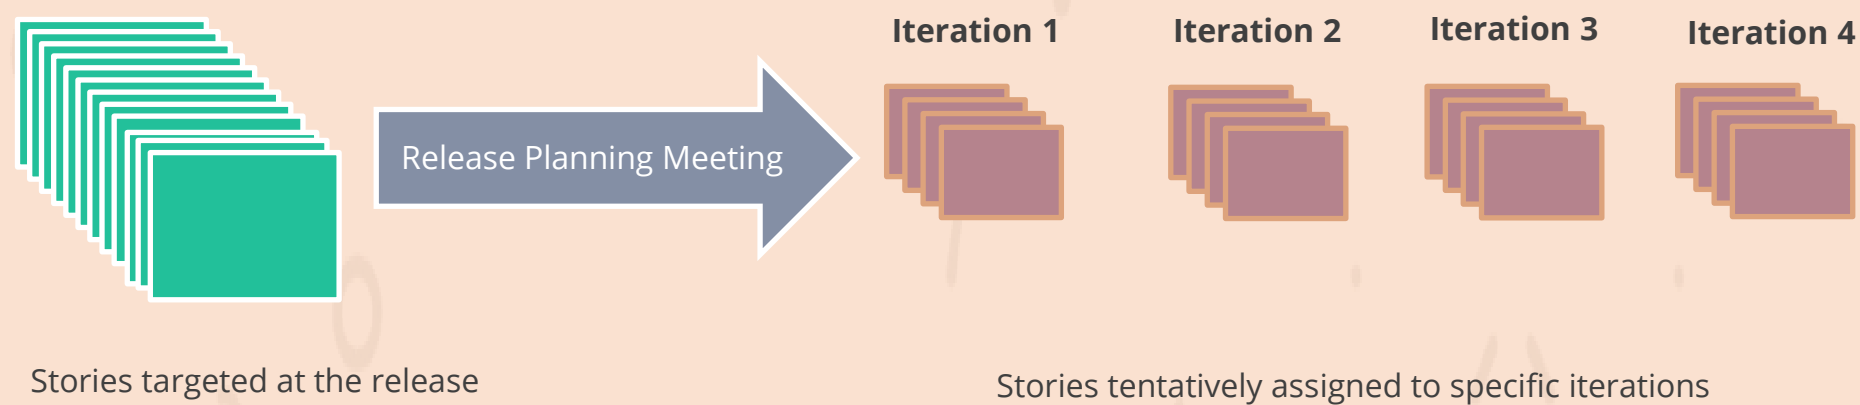 Iteration 1
Iteration 2
Iteration 3
Iteration 4
Release Planning Meeting
Stories targeted at the release
Stories tentatively assigned to specific iterations